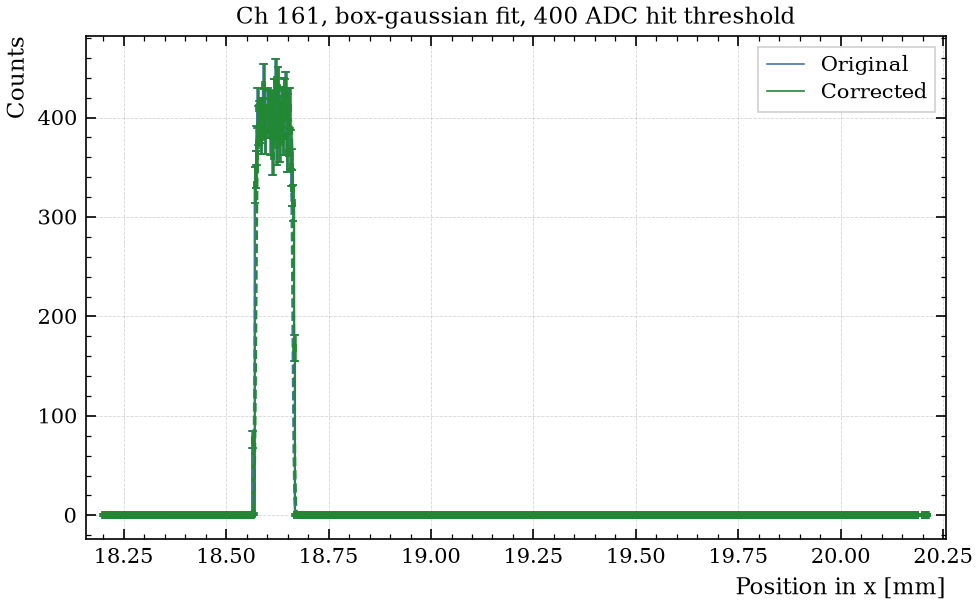 Ch 161, box-gaussian fit, 400 ADC hit threshold
Counts
Original
Corrected
400
300
200
100
0
18.25 18.50 18.75 19.00 19.25 19.50 19.75 20.00 20.25
Position in x [mm]